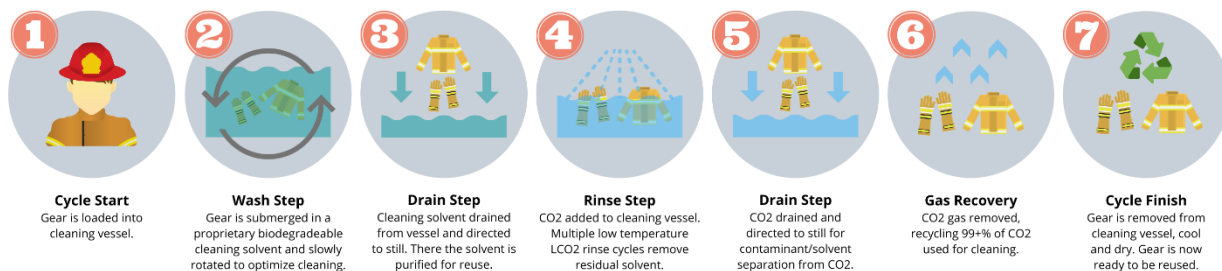 1
Cycle Start
Gear is loaded into
cleaning vessel.
2
Wash Step
Gear is submerged in a
proprietary biodegradeable
cleaning solvent and slowly
rotated to optimize cleaning.
3
Drain Step
Cleaning solvent drained
from vessel and directed
to still. There the solvent is
purified for reuse.
4
Rinse Step
CO2 added to cleaning vessel.
Multiple low temperature
LCO2 rinse cycles remove
residual solvent.
5
Drain Step
CO2 drained and
directed to still for
contaminant/solvent
separation from CO2.
6
Gas Recovery
CO2 gas removed,
recycling 99+% of CO2
used for cleaning.
7
Cycle Finish
Gear is removed from
cleaning vessel, cool
and dry. Gear is now
ready to be reused.